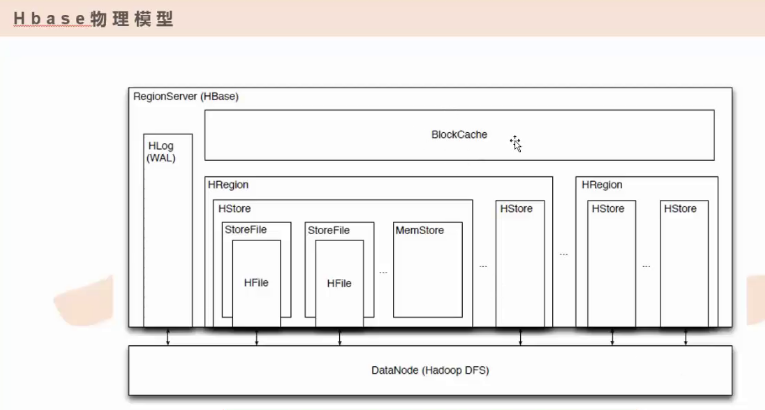 Hbase物理模型
RegionServer (HBase)
BlockCache
HLog
(WAL)
HRegion
HRegion
HStore
HStore
HStore
HStore
StoreFile
StoreFile
MemStore
...
...
...
...
HFile
HFile
DataNode (Hadoop DFS)